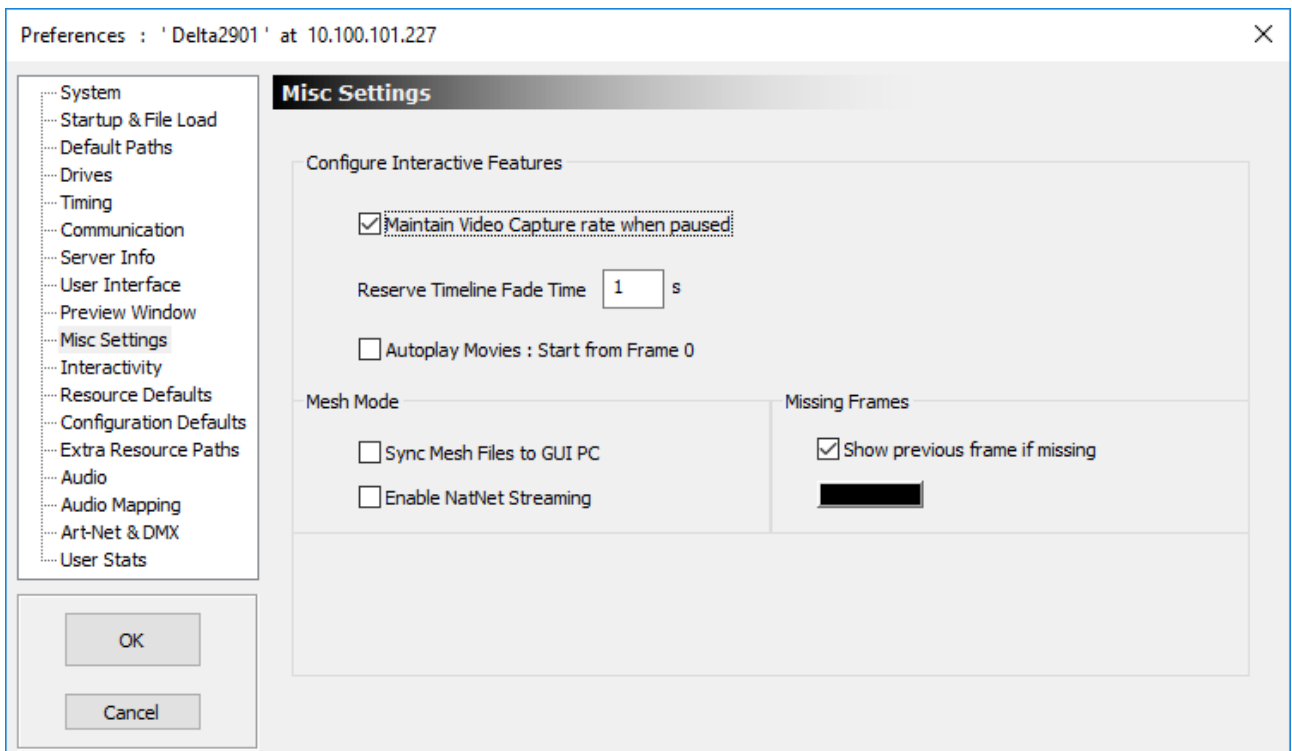 Preferences : 'Delta2901' at 10.100.101.227
System
Startup & File Load
Default Paths
Drives
Timing
Communication
Server Info
User Interface
Preview Window
Misc Settings
Interactivity
Resource Defaults
Configuration Defaults
Extra Resource Paths
Audio
Audio Mapping
Art-Net & DMX
User Stats
OK
Cancel
Misc Settings
Configure Interactive Features
Maintain Video Capture rate when paused
Reserve Timeline Fade Time 1 s
Autoplay Movies : Start from Frame 0
Mesh Mode
Sync Mesh Files to GUI PC
Enable NatNet Streaming
Missing Frames
Show previous frame if missing